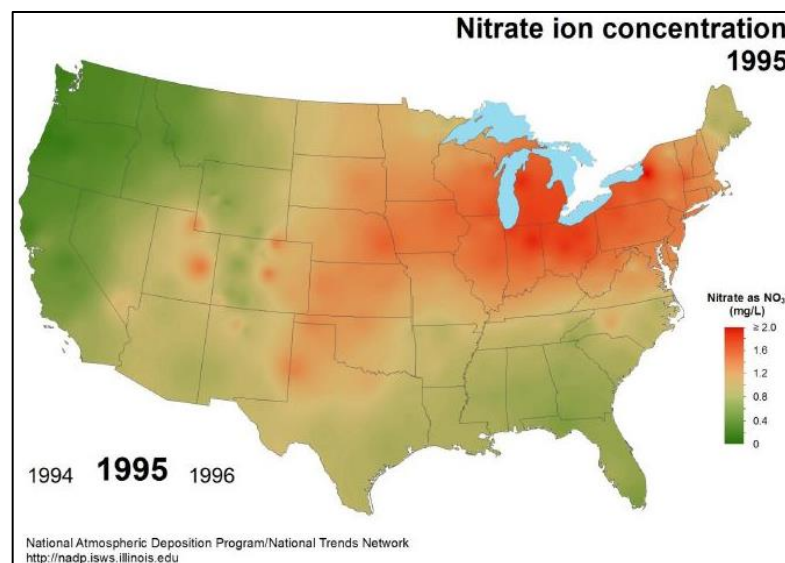 Nitrate ion concentration
1995
Nitrate as NO₃
(mg/L)
≥ 2.0
1.6
1.2
0.8
0.4
0
1994 1995 1996
National Atmospheric Deposition Program/National Trends Network
http://nadp.isws.illinois.edu